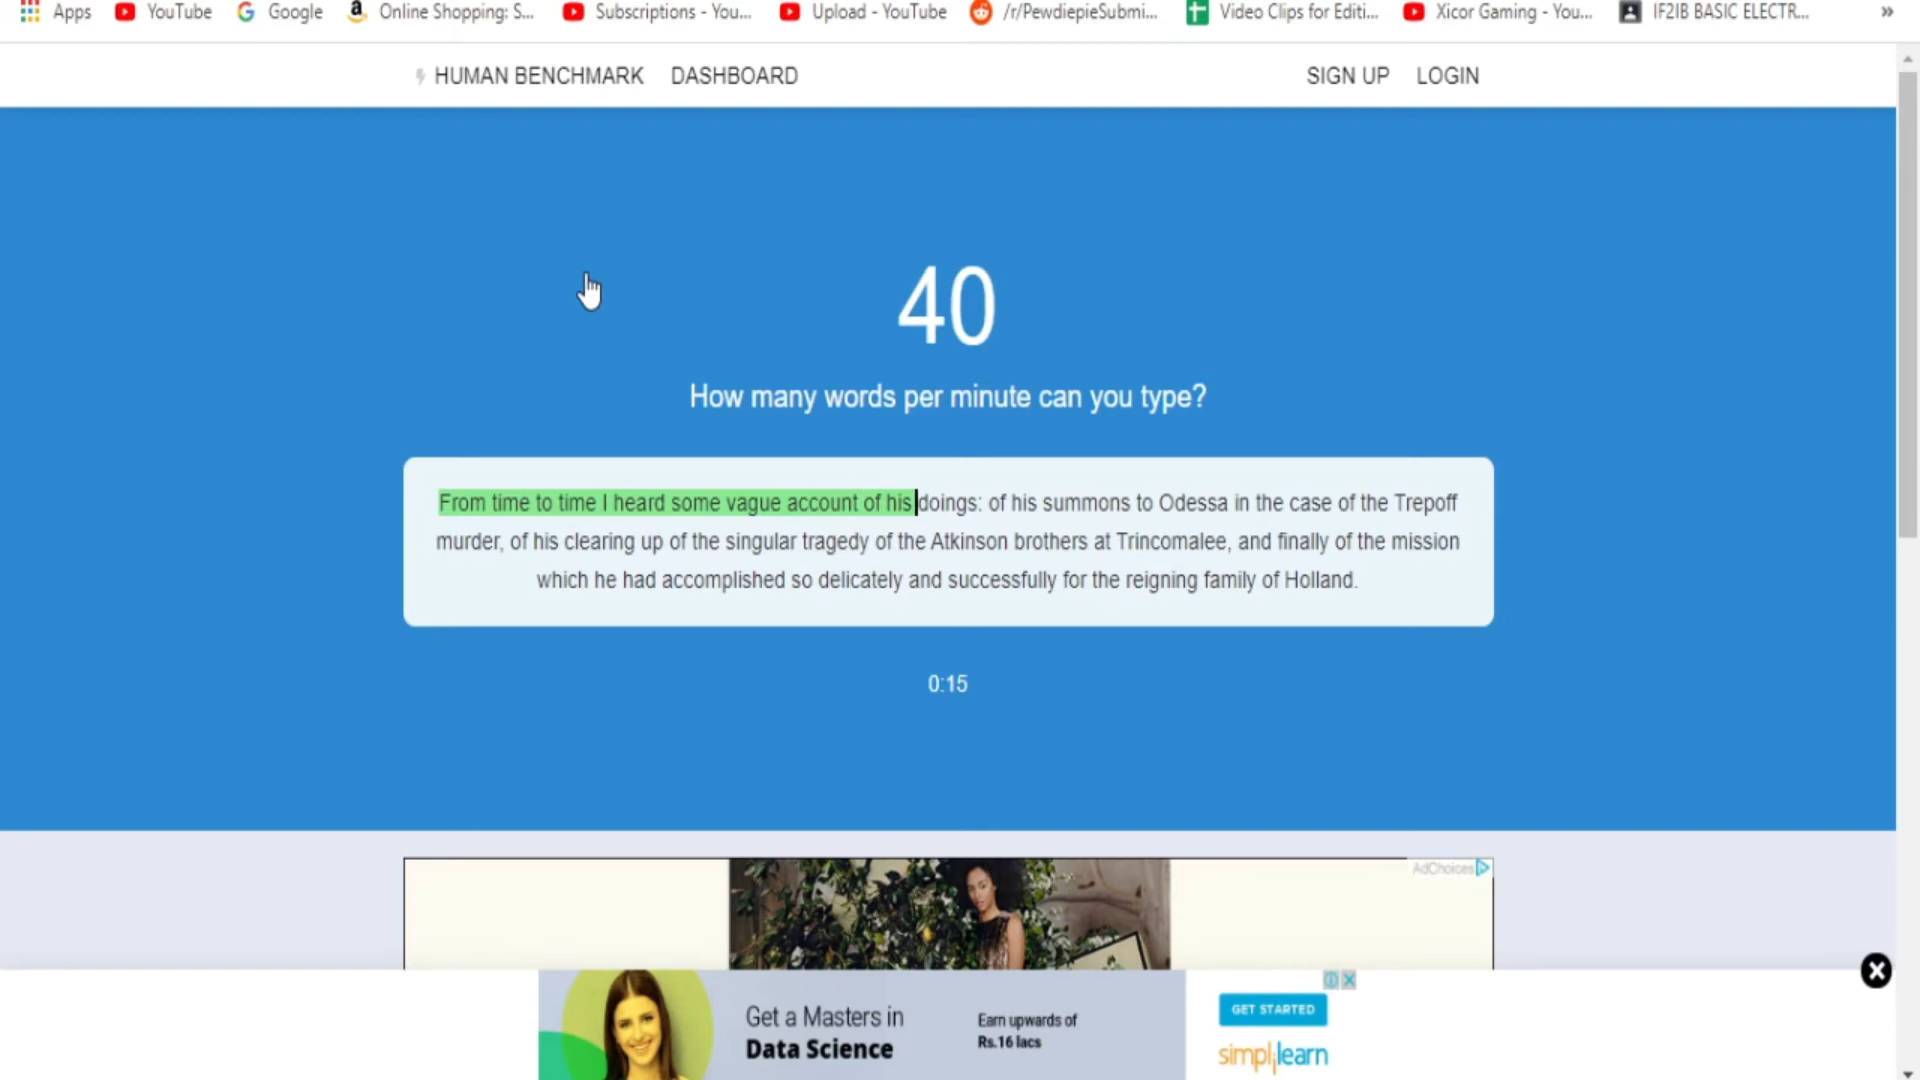 Apps YouTube Google Online Shopping: S... Subscriptions - You... Upload - YouTube /r/PewdiepieSubmi... Video Clips for Editi... Xicor Gaming - You... IF2IB BASIC ELECTR... »
HUMAN BENCHMARK DASHBOARD SIGN UP LOGIN
40
How many words per minute can you type?
From time to time I heard some vague account of his doings: of his summons to Odessa in the case of the Trepoff
murder, of his clearing up of the singular tragedy of the Atkinson brothers at Trincomalee, and finally of the mission
which he had accomplished so delicately and successfully for the reigning family of Holland.
0:15
AdChoices
Get a Masters in
Data Science
Earn upwards of
Rs.16 lacs
GET STARTED
simplilearn